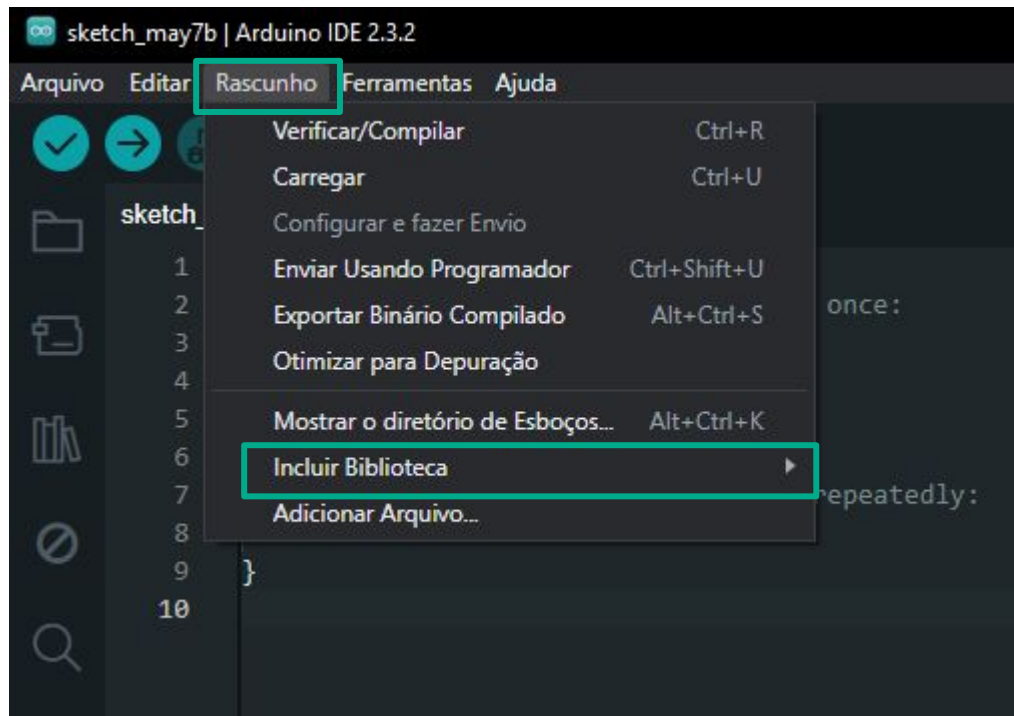 sketch_may7b | Arduino IDE 2.3.2
Arquivo Editar Rascunho Ferramentas Ajuda
Verificar/Compilar Ctrl+R
Carregar Ctrl+U
sketch_
Configurar e fazer Envio
1
Enviar Usando Programador Ctrl+Shift+U
2 once:
Exportar Binário Compilado Alt+Ctrl+S
3
Otimizar para Depuração
4
5 Mostrar o diretório de Esboços... Alt+Ctrl+K
6 Incluir Biblioteca
7 repeatedly:
Adicionar Arquivo...
8
9 }
10